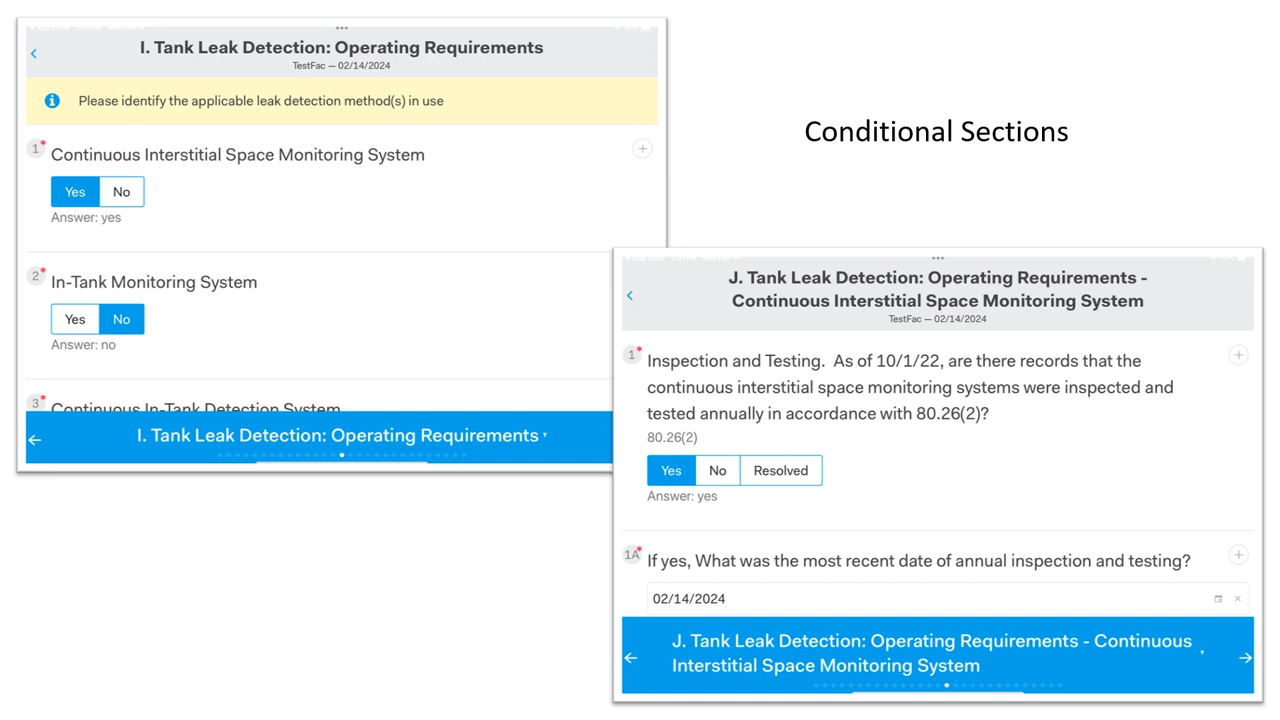 I. Tank Leak Detection: Operating Requirements
TestFac — 02/14/2024
Please identify the applicable leak detection method(s) in use
1*
Continuous Interstitial Space Monitoring System
Yes No
Answer: yes
2*
In-Tank Monitoring System
Yes No
Answer: no
3*
Continuous In-Tank Detection System
I. Tank Leak Detection: Operating Requirements
Conditional Sections
J. Tank Leak Detection: Operating Requirements -
Continuous Interstitial Space Monitoring System
TestFac — 02/14/2024
1*
Inspection and Testing. As of 10/1/22, are there records that the
continuous interstitial space monitoring systems were inspected and
tested annually in accordance with 80.26(2)?
80.26(2)
Yes No Resolved
Answer: yes
1A*
If yes, What was the most recent date of annual inspection and testing?
02/14/2024
J. Tank Leak Detection: Operating Requirements - Continuous
Interstitial Space Monitoring System